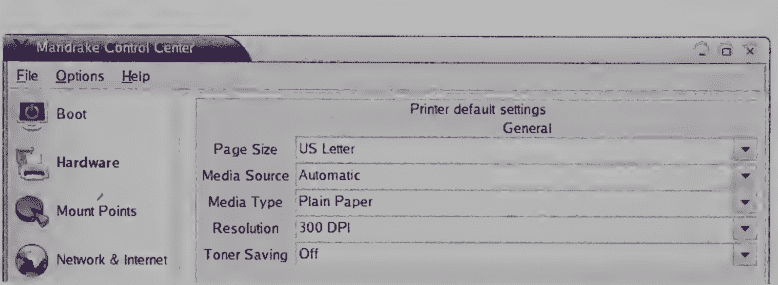 Mandrake Control Center
File Options Help
Boot
Hardware
Mount Points
Network & Internet
Printer default settings
General
Page Size US Letter
Media Source Automatic
Media Type Plain Paper
Resolution 300 DPI
Toner Saving Off